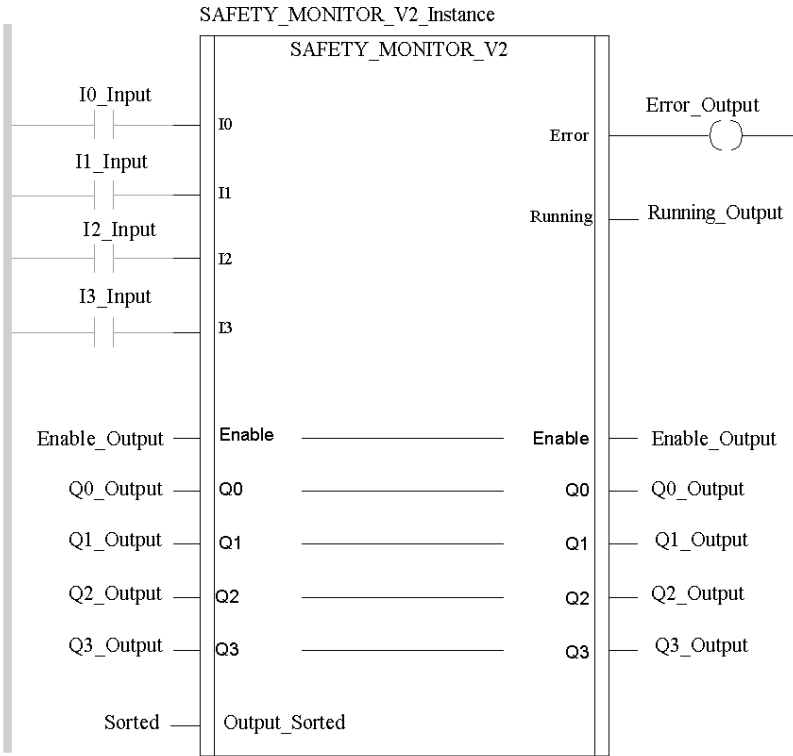 SAFETY_MONITOR_V2_Instance
SAFETY_MONITOR_V2
I0_Input
I0
Error
Error_Output
I1_Input
I1
Running
Running_Output
I2_Input
I2
I3_Input
I3
Enable_Output
Enable
Enable
Enable_Output
Q0_Output
Q0
Q0
Q0_Output
Q1_Output
Q1
Q1
Q1_Output
Q2_Output
Q2
Q2
Q2_Output
Q3_Output
Q3
Q3
Q3_Output
Sorted
Output_Sorted